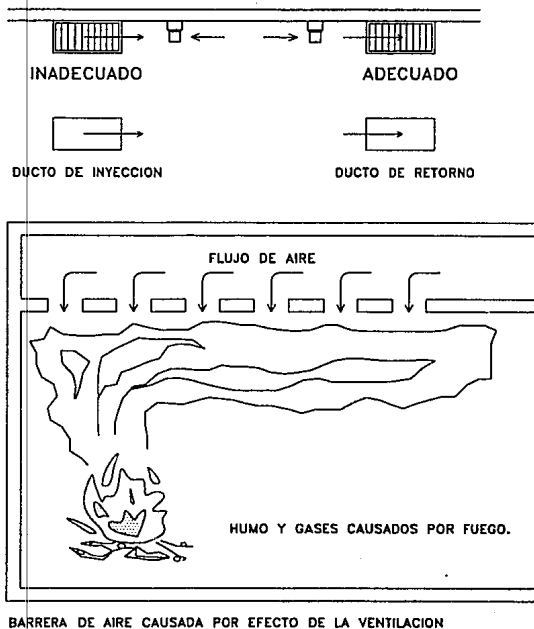 INADECUADO
ADECUADO
DUCTO DE INYECCION
DUCTO DE RETORNO
FLUJO DE AIRE
HUMO Y GASES CAUSADOS POR FUEGO.
BARRERA DE AIRE CAUSADA POR EFECTO DE LA VENTILACION